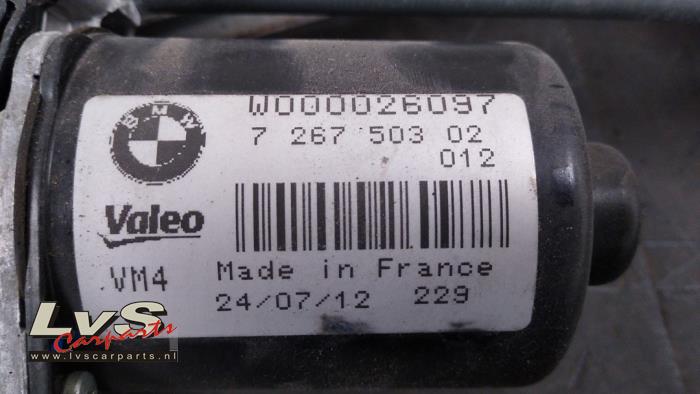 W000026097
BMW
7 267 503 02
012
Valeo
VM4
Made in France
24/07/12 229
LvS
Carparts
www.lvscarparts.nl